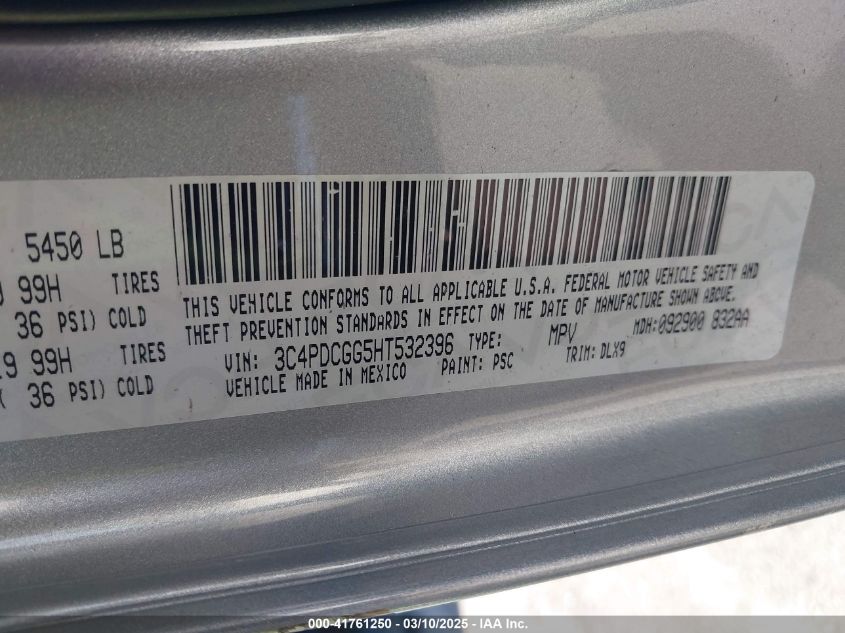 5450 LB
99H TIRES
36 PSI) COLD
99H TIRES
36 PSI) COLD
THIS VEHICLE CONFORMS TO ALL APPLICABLE U.S.A. FEDERAL MOTOR VEHICLE SAFETY AND
THEFT PREVENTION STANDARDS IN EFFECT ON THE DATE OF MANUFACTURE SHOWN ABOVE.
VIN: 3C4PDCGG5HT532396 TYPE: MPV MDH:092900 832AA
VEHICLE MADE IN MEXICO PAINT: PSC TRIM: DLX9
000-41761250 - 03/10/2025 - IAA Inc.